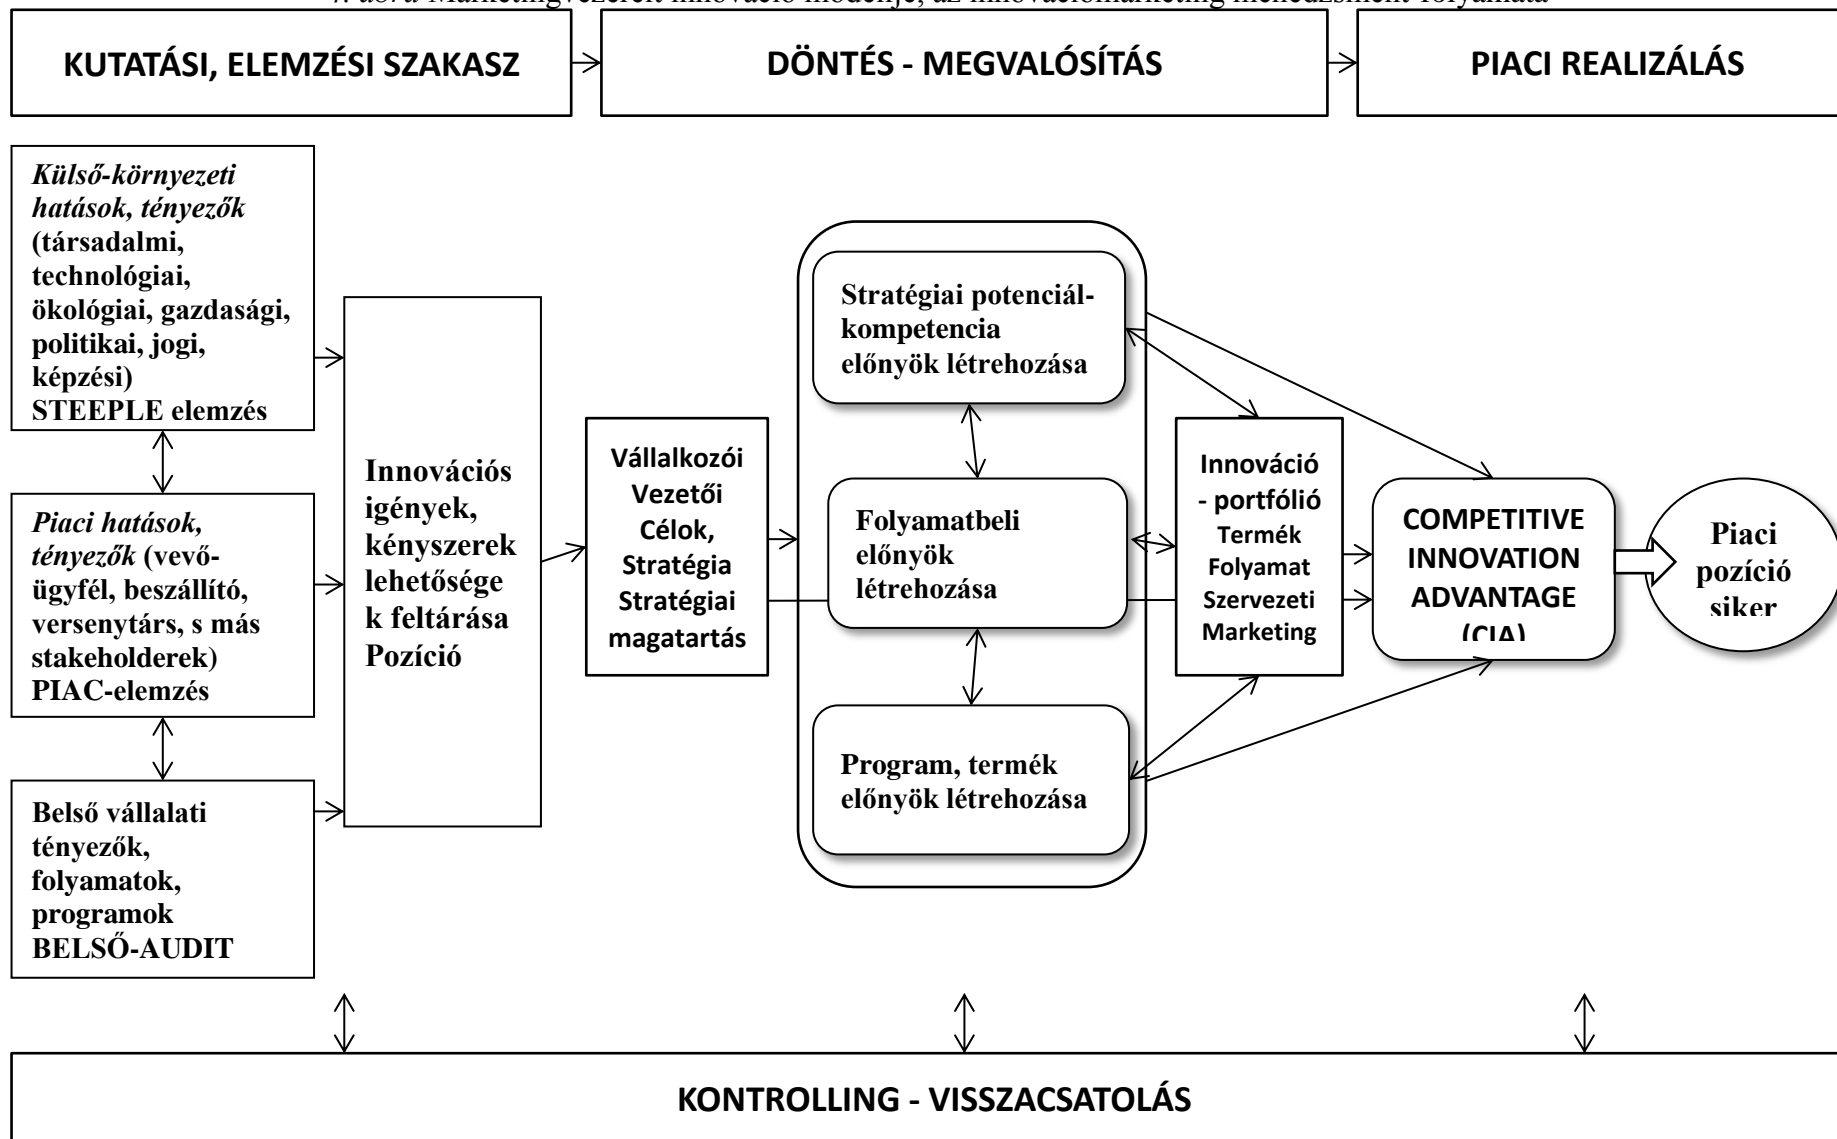 KUTATÁSI, ELEMZÉSI SZAKASZ
DÖNTÉS - MEGVALÓSÍTÁS
PIACI REALIZÁLÁS
Külső-környezeti
hatások, tényezők
(társadalmi,
technológiai,
ökológiai, gazdasági,
politikai, jogi,
képzési)
STEEPLE elemzés
Piaci hatások,
tényezők (vevő-
ügyfél, beszállító,
versenytárs, s más
stakeholderek)
PIAC-elemzés
Belső vállalati
tényezők,
folyamatok,
programok
BELSŐ-AUDIT
Innovációs
igények,
kényszerek
lehetősége
k feltárása
Pozíció
Vállalkozói
Vezetői
Célok,
Stratégia
Stratégiai
magatartás
Stratégiai potenciál-
kompetencia
előnyök létrehozása
Folyamatbeli
előnyök
létrehozása
Program, termék
előnyök létrehozása
Innováció
- portfólió
Termék
Folyamat
Szervezeti
Marketing
COMPETITIVE
INNOVATION
ADVANTAGE
(CIA)
Piaci
pozíció
siker
KONTROLLING - VISSZACSATOLÁS